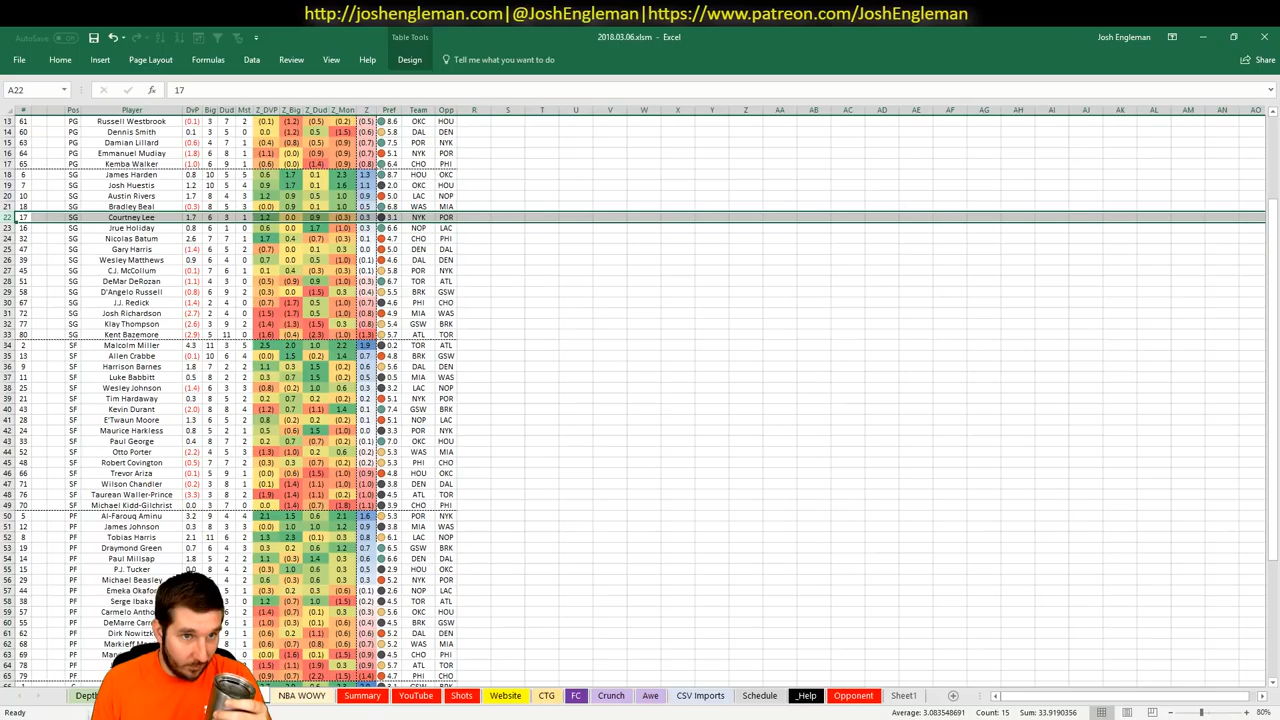 http://joshengleman.com|@JoshEngleman|https://www.patreon.com/JoshEngleman
AutoSave Off Table Tools 2018.03.06.xlsm - Excel Josh Engleman
File Home Insert Page Layout Formulas Data Review View Help Design Tell me what you want to do Share
A22 fx 17
# Pos Player DvP Big Dud Mst Z_DVP Z_Big Z_Dud Z_Mon Z Pref Team Opp R S T U V W X Y Z AA AB AC AD AE AF AG AH AI AJ AK AL AM AN AO
13 61 PG Russell Westbrook (0.1) 3 7 2 (0.1) (1.2) (0.5) (0.2) (0.5) 8.6 OKC HOU
14 60 PG Dennis Smith 0.1 3 5 0 0.0 (1.2) 0.5 (1.5) (0.6) 5.8 DAL DEN
15 63 PG Damian Lillard (0.6) 4 7 1 (0.4) (0.8) (0.5) (0.9) (0.6) 7.5 POR NYK
16 64 PG Emmanuel Mudiay (1.8) 6 8 1 (1.1) (0.0) (0.9) (0.9) (0.7) 5.1 NYK POR
17 65 PG Kemba Walker (1.0) 6 9 1 (0.6) (0.0) (1.4) (0.9) (0.8) 6.4 CHO PHI
18 6 SG James Harden 0.8 10 5 5 0.6 1.7 0.1 2.3 1.3 8.7 HOU OKC
19 7 SG Josh Huestis 1.2 10 5 4 0.9 1.7 0.1 1.6 1.1 2.0 OKC HOU
20 10 SG Austin Rivers 1.7 8 4 3 1.2 0.9 0.5 1.0 0.9 5.0 LAC NOP
21 18 SG Bradley Beal (0.3) 8 5 3 (0.3) 0.9 0.1 1.0 0.5 6.8 WAS MIA
22 17 SG Courtney Lee 1.7 6 3 1 1.2 0.0 0.9 (0.3) 0.5 3.1 NYK POR
23 16 SG Jrue Holiday 0.8 6 1 0 0.6 0.0 1.7 (1.0) 0.3 6.6 NOP LAC
24 32 SG Nicolas Batum 2.6 7 7 1 1.7 0.4 (0.7) (0.3) 0.1 4.7 CHO PHI
25 47 SG Gary Harris (1.4) 6 5 2 (0.7) 0.0 0.1 0.3 0.0 5.0 DEN DAL
26 39 SG Wesley Matthews 0.9 6 4 0 0.7 0.0 0.5 (1.0) (0.1) 4.6 DAL DEN
27 45 SG C.J. McCollum (0.1) 7 6 1 0.1 0.4 (0.3) (0.3) (0.1) 5.8 POR NYK
28 51 SG DeMar DeRozan (1.1) 4 3 0 (0.5) (0.9) 0.9 (1.0) (0.3) 6.7 TOR ATL
29 58 SG D'Angelo Russell (0.8) 6 9 2 (0.6) 0.0 (1.5) 0.3 (0.5) 5.5 BRK GSW
30 67 SG J.J. Redick (1.2) 2 4 0 (0.3) (1.7) 0.5 (1.0) (0.7) 4.6 PHI CHO
31 72 SG Josh Richardson (2.7) 2 4 0 (1.5) (1.7) 0.5 (1.0) (0.8) 4.9 MIA WAS
32 77 SG Klay Thompson (2.6) 3 9 2 (1.4) (1.3) (1.5) 0.3 (0.8) 5.4 GSW BRK
33 80 SG Kent Bazemore (2.9) 5 11 0 (1.6) (0.4) (2.3) (1.0) (1.3) 5.7 ATL TOR
34 2 SF Malcolm Miller 4.3 11 3 5 2.5 2.0 1.0 2.2 1.9 0.2 TOR ATL
35 13 SF Allen Crabbe (0.1) 10 6 4 (0.0) 1.5 (0.2) 1.4 0.7 4.8 BRK GSW
36 9 SF Harrison Barnes 1.8 7 2 2 1.1 0.3 1.5 (0.2) 0.7 5.6 DAL DEN
37 11 SF Luke Babbitt 0.5 8 2 2 0.3 0.7 1.5 (0.2) 0.5 0.5 MIA WAS
38 25 SF Wesley Johnson (1.4) 6 3 3 (0.8) (0.2) 1.0 0.6 0.3 3.2 LAC NOP
39 21 SF Tim Hardaway 0.3 8 5 2 0.2 0.7 0.2 (0.2) 0.2 5.1 NYK POR
40 43 SF Kevin Durant (2.0) 8 8 4 (1.2) 0.7 (1.1) 1.4 0.1 7.4 GSW BRK
41 28 SF E'Twaun Moore 1.3 6 5 2 0.8 (0.2) 0.2 (0.2) 0.1 5.1 NOP LAC
42 24 SF Maurice Harkless 0.8 5 2 1 0.5 (0.6) 1.5 (1.0) 0.0 3.3 POR NYK
43 33 SF Paul George 0.4 8 7 2 0.2 0.7 (0.7) (0.2) (0.1) 7.0 OKC HOU
44 52 SF Otto Porter (2.2) 4 5 3 (1.3) (1.0) 0.2 0.6 (0.2) 5.3 WAS MIA
45 48 SF Robert Covington (0.5) 7 7 2 (0.3) 0.3 (0.7) (0.2) (0.2) 5.3 PHI CHO
46 66 SF Trevor Ariza (0.1) 5 9 1 (0.0) (0.6) (1.5) (1.0) (0.9) 4.8 HOU OKC
47 71 SF Wilson Chandler (0.2) 3 8 1 (0.1) (1.4) (1.1) (1.0) (0.9) 3.8 DEN DAL
48 76 SF Taurean Waller-Prince (3.3) 3 8 2 (1.9) (1.4) (1.1) (0.2) (1.0) 4.5 ATL TOR
49 70 SF Michael Kidd-Gilchrist 0.0 3 7 0 0.0 (1.4) (0.7) (1.8) (1.1) 3.9 CHO PHI
50 5 PF Al-Farouq Aminu 3.2 9 4 4 2.1 1.5 0.6 2.1 1.6 5.3 POR NYK
51 12 PF James Johnson 0.3 8 3 3 (0.0) 1.0 1.0 1.2 0.9 3.8 MIA WAS
52 8 PF Tobias Harris 2.1 11 6 2 1.3 2.3 (0.3) 0.3 0.8 6.1 LAC NOP
53 19 PF Draymond Green 0.7 6 4 3 0.3 0.2 0.6 1.2 0.7 6.5 GSW BRK
54 14 PF Paul Millsap 1.8 5 2 2 1.1 (0.3) 1.4 0.3 0.6 6.6 DEN DAL
55 15 PF P.J. Tucker 0.0 (0.3) 1.0 0.6 0.3 0.5 2.9 HOU OKC
56 29 PF Michael Beasley 2 0.6 (0.3) 0.6 0.3 0.3 5.2 NYK POR
57 44 PF Emeka Okafor 1 (0.3) 0.2 0.3 (0.6) (0.1) 2.6 NOP LAC
58 38 PF Serge Ibaka 0 1.2 (0.7) 1.0 (1.5) (0.2) 4.5 TOR ATL
59 57 PF Carmelo Antho 2 (1.4) (0.7) (0.1) 0.3 (0.3) 5.6 OKC HOU
60 59 PF DeMarre Carr 1 (0.3) (0.3) (0.1) (0.6) (0.4) 4.5 BRK GSW
61 62 PF Dirk Nowitz 1 (0.6) 0.2 (1.1) (0.6) (0.6) 5.2 DAL DEN
62 68 PF Markieff M 1 (0.6) (0.7) (0.8) (0.6) (0.7) 5.2 WAS MIA
63 69 PF 4.5 CHO PHI
64 78 PF (1.5) (1.1) (1.9) 0.3 5.7 ATL TOR
65 79 PF (0.9) (0.7) (2.2) (1.5) (1.4) 4.7 PHI CHO
Depth NBA WOWY Summary YouTube Shots Website CTG FC Crunch Awe CSV Imports Schedule _Help Opponent Sheet1
Ready Average: 3.083548691 Count: 15 Sum: 33.9190356 80%